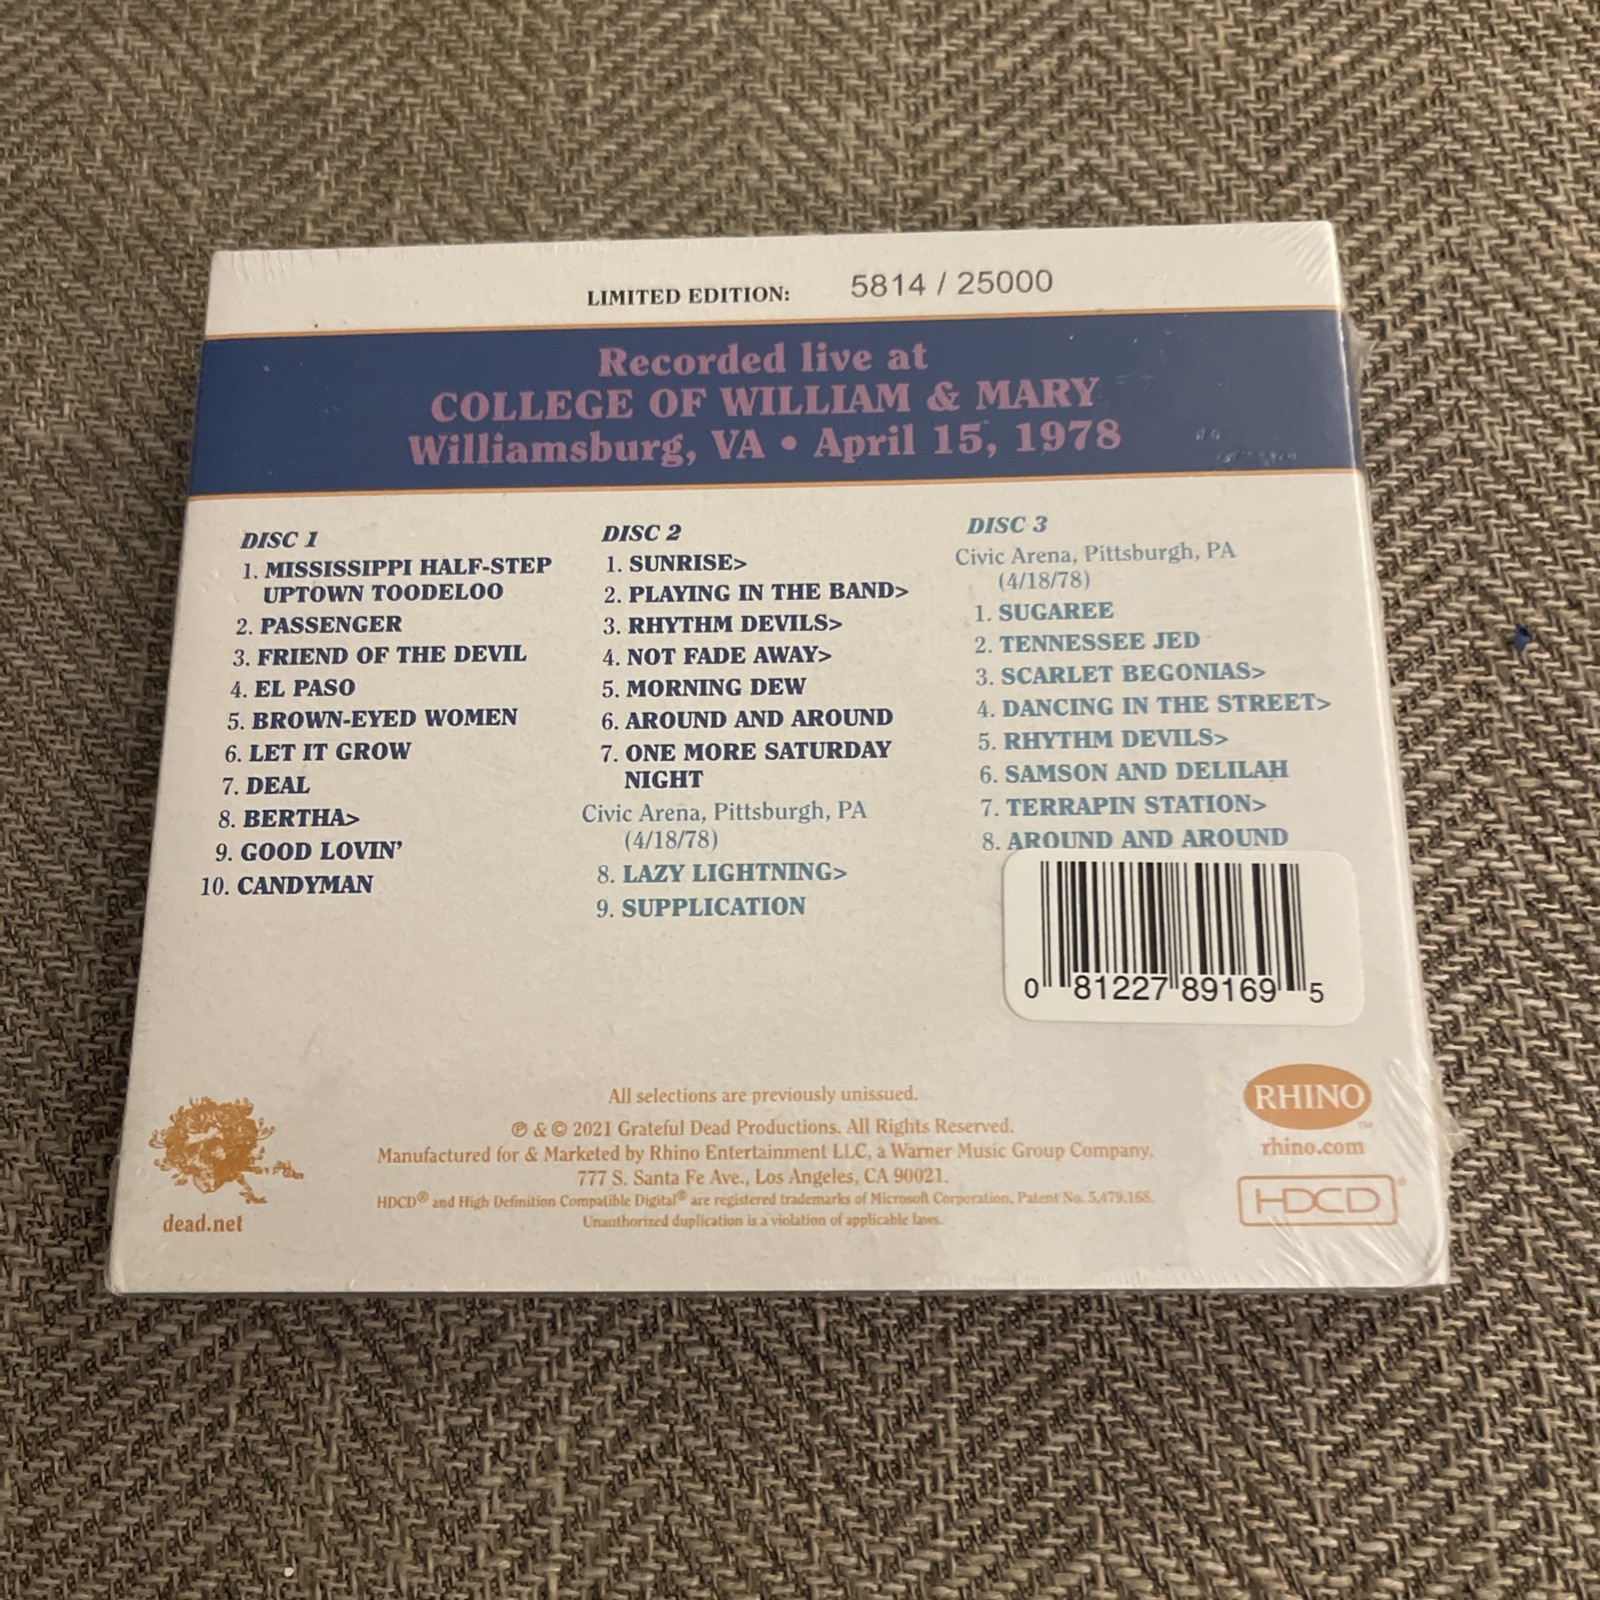 LIMITED EDITION: 5814 / 25000
Recorded live at
COLLEGE OF WILLIAM & MARY
Williamsburg, VA • April 15, 1978
DISC 1
1. MISSISSIPPI HALF-STEP
UPTOWN TOODELOO
2. PASSENGER
3. FRIEND OF THE DEVIL
4. EL PASO
5. BROWN-EYED WOMEN
6. LET IT GROW
7. DEAL
8. BERTHA>
9. GOOD LOVIN'
10. CANDYMAN
DISC 2
1. SUNRISE>
2. PLAYING IN THE BAND>
3. RHYTHM DEVILS>
4. NOT FADE AWAY>
5. MORNING DEW
6. AROUND AND AROUND
7. ONE MORE SATURDAY
NIGHT
Civic Arena, Pittsburgh, PA
(4/18/78)
8. LAZY LIGHTNING>
9. SUPPLICATION
DISC 3
Civic Arena, Pittsburgh, PA
(4/18/78)
1. SUGAREE
2. TENNESSEE JED
3. SCARLET BEGONIAS>
4. DANCING IN THE STREET>
5. RHYTHM DEVILS>
6. SAMSON AND DELILAH
7. TERRAPIN STATION>
8. AROUND AND AROUND
0 81227 89169 5
All selections are previously unissued.
℗ & © 2021 Grateful Dead Productions. All Rights Reserved.
Manufactured for & Marketed by Rhino Entertainment LLC, a Warner Music Group Company,
777 S. Santa Fe Ave., Los Angeles, CA 90021.
HDCD® and High Definition Compatible Digital® are registered trademarks of Microsoft Corporation, Patent No. 5,479,168.
Unauthorized duplication is a violation of applicable laws.
dead.net
RHINO™
rhino.com
HDCD®